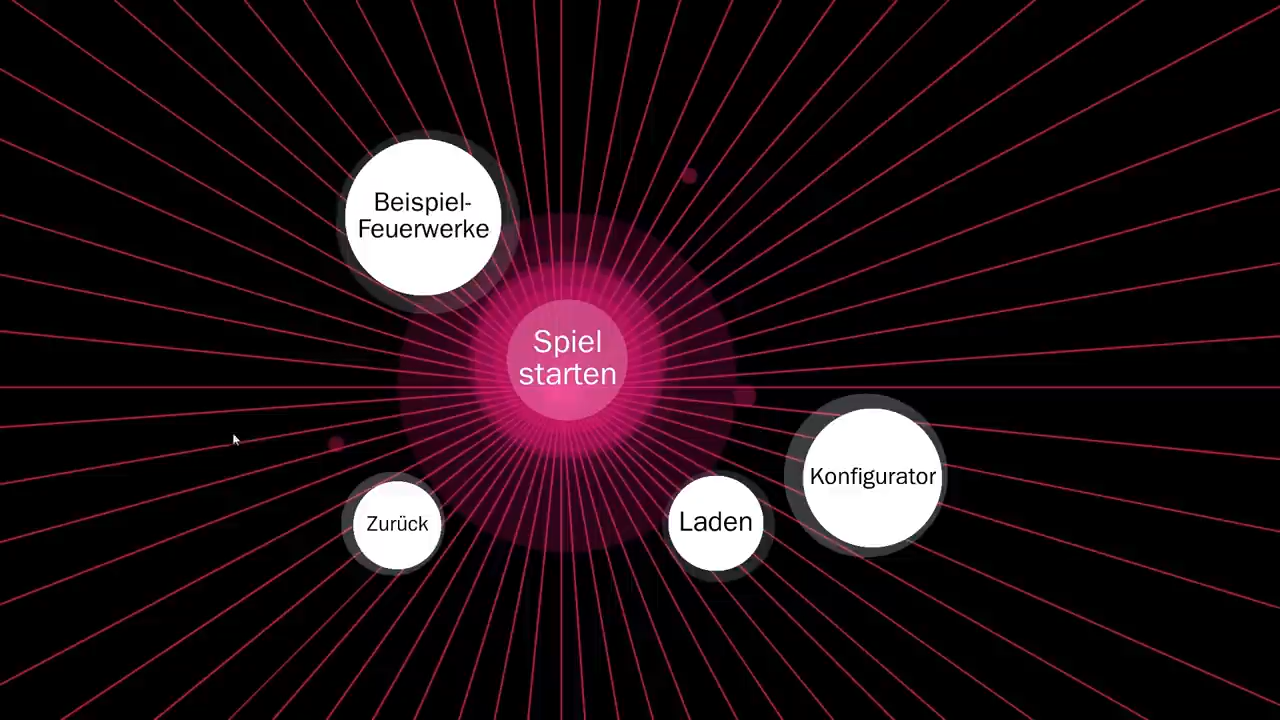 Beispiel-
Feuerwerke
Spiel
starten
Konfigurator
Zurück
Laden